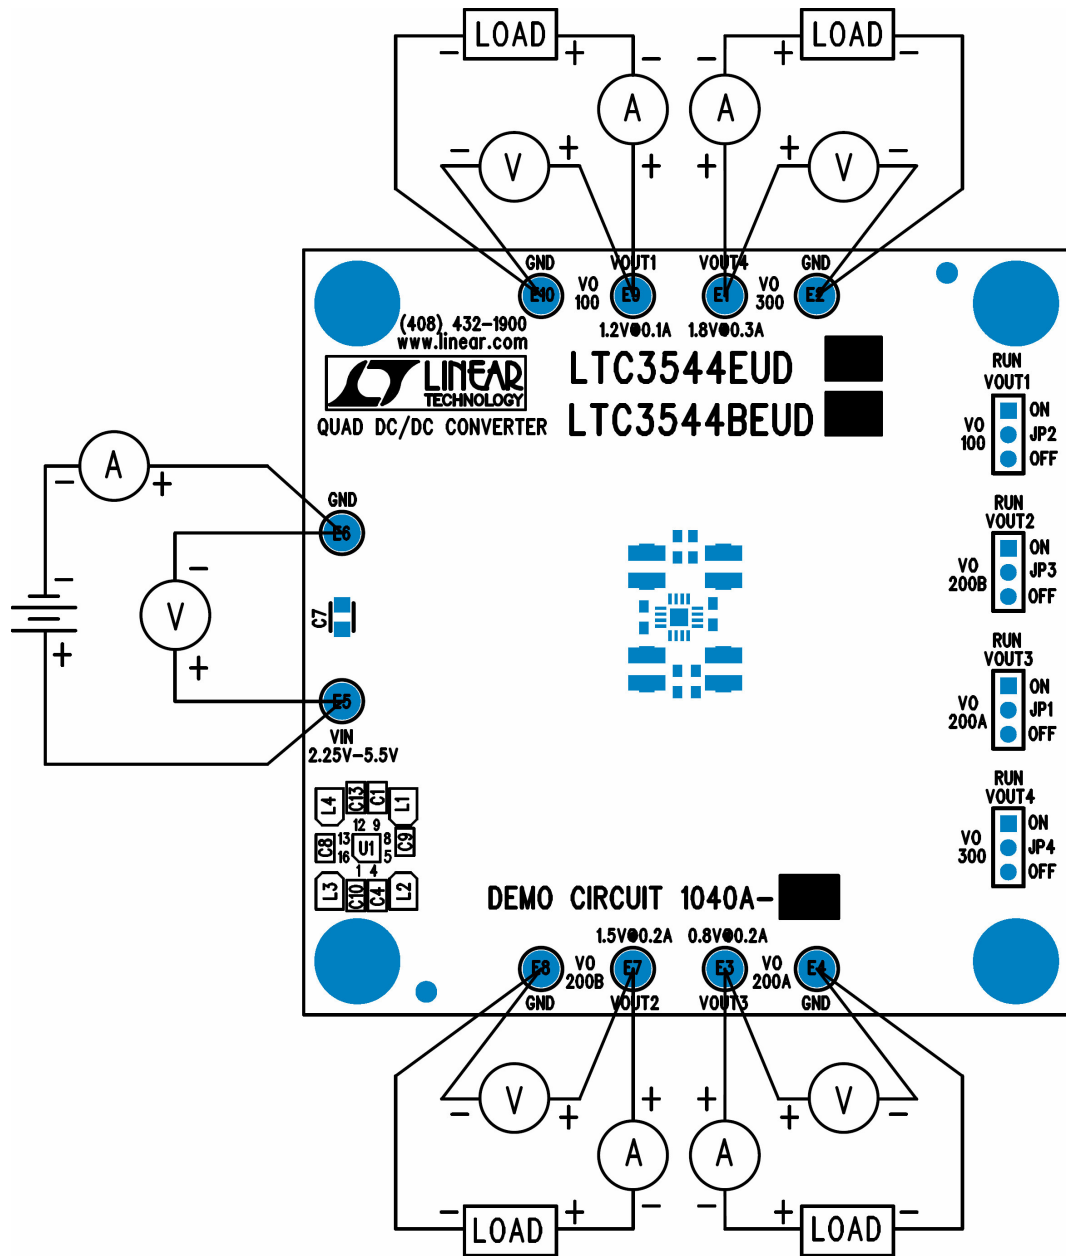 LOAD
LOAD
- + - - + -
A
A
- + + -
V
V
+ +
GND
VOUT1
VOUT4
GND
E10
VO
100
E9
E1
VO
300
E2
1.2V@0.1A
1.8V@0.3A
(408) 432-1900
www.linear.com
LINEAR
TECHNOLOGY
QUAD DC/DC CONVERTER
LTC3544EUD
LTC3544BEUD
RUN
VOUT1
VO
100
ON
JP2
OFF
A
- +
GND
E6
-
-
V
+
+
C7
E5
VIN
2.25V-5.5V
RUN
VOUT2
VO
200B
ON
JP3
OFF
RUN
VOUT3
VO
200A
ON
JP1
OFF
RUN
VOUT4
VO
300
ON
JP4
OFF
L4
C13
C1
L1
12 9
C8
13
16
U1
8
5
C9
1 4
L3
C10
C4
L2
DEMO CIRCUIT 1040A-
1.5V@0.2A
0.8V@0.2A
E8
VO
200B
E7
E3
VO
200A
E4
GND
VOUT2
VOUT3
GND
V
V
- + + + + -
A
A
- + - - + -
LOAD
LOAD